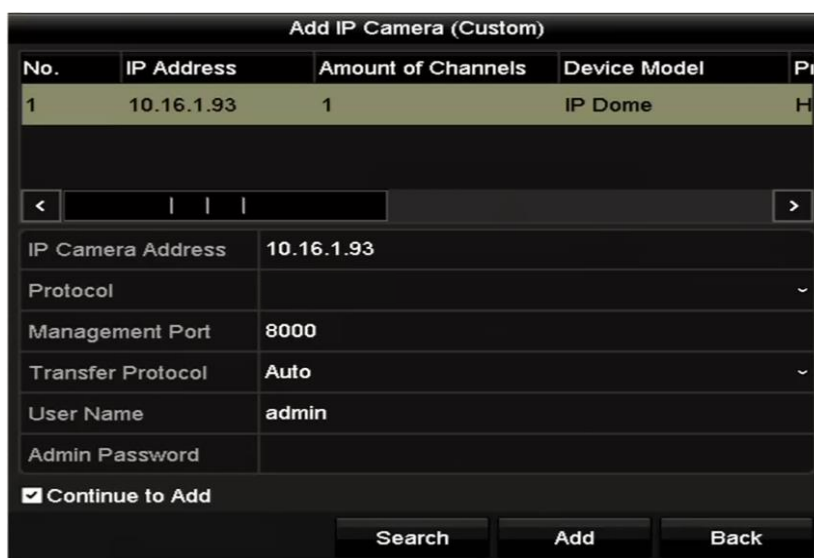 Add IP Camera (Custom)
No. IP Address Amount of Channels Device Model
1 10.16.1.93 1 IP Dome H
IP Camera Address 10.16.1.93
Protocol
Management Port 8000
Transfer Protocol Auto
User Name admin
Admin Password
Continue to Add
Search Add Back